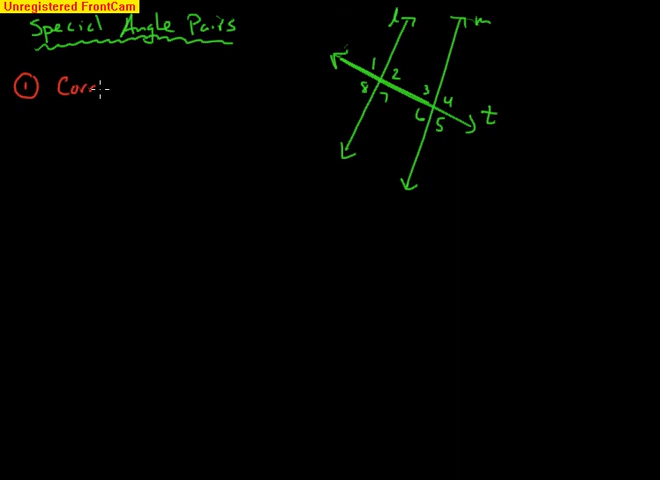 Unregistered FrontCam
Special Angle Pairs
l
m
1
2
3
4
8
7
6
5
t
① Corr